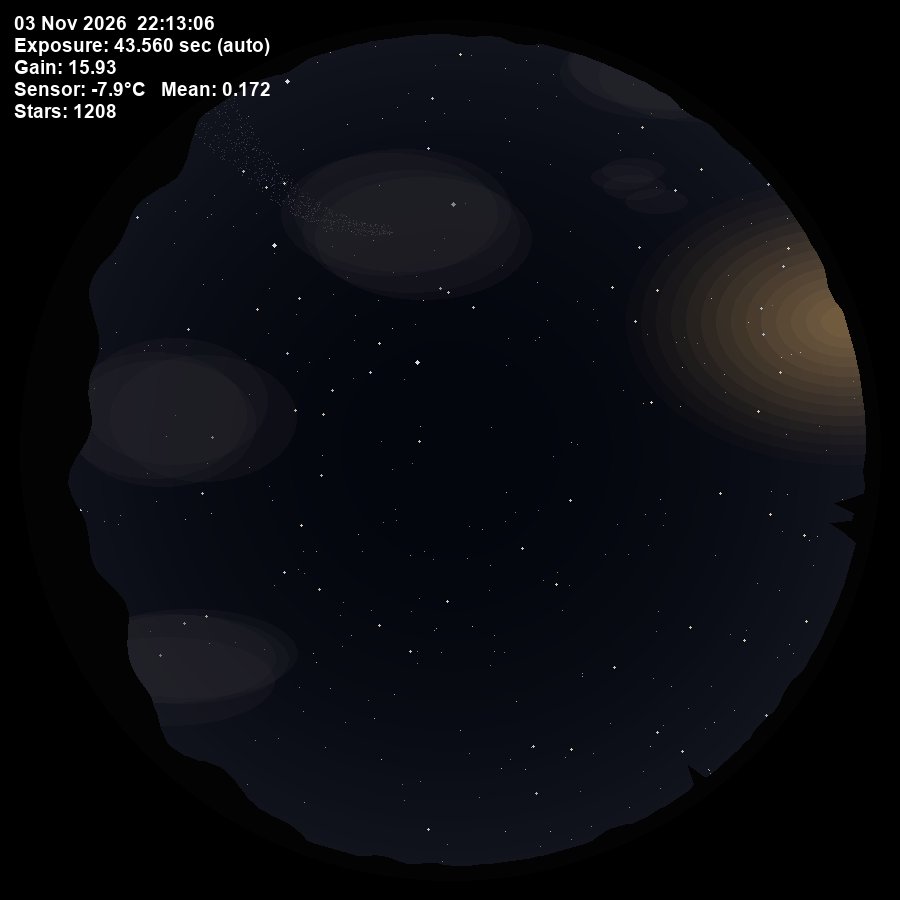 03 Nov 2026  22:13:06
Exposure: 43.560 sec (auto)
Gain: 15.93
Sensor: -7.9°C   Mean: 0.172
Stars: 1208